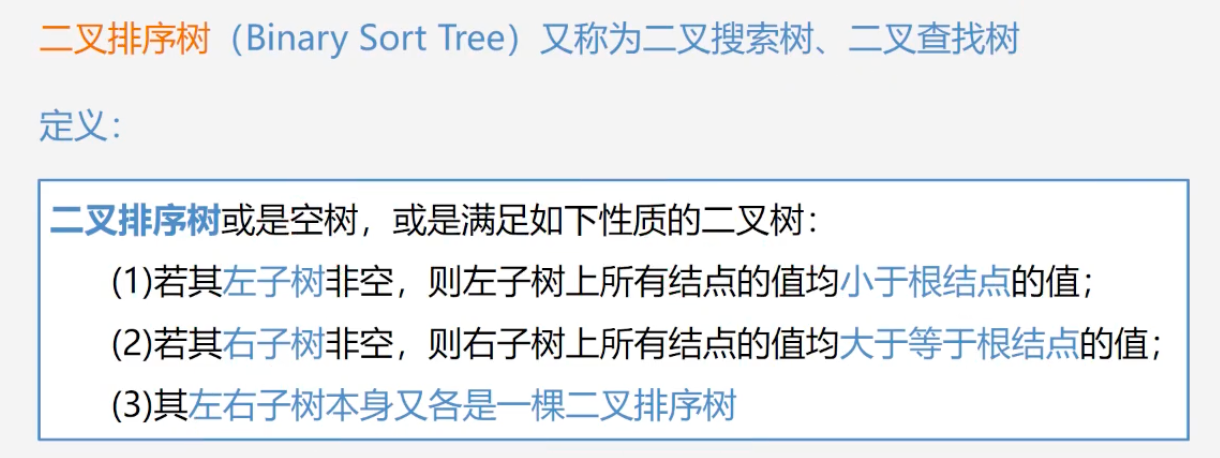 二叉排序树（Binary Sort Tree）又称为二叉搜索树、二叉查找树
定义：
二叉排序树或是空树，或是满足如下性质的二叉树：
(1)若其左子树非空，则左子树上所有结点的值均小于根结点的值；
(2)若其右子树非空，则右子树上所有结点的值均大于等于根结点的值；
(3)其左右子树本身又各是一棵二叉排序树